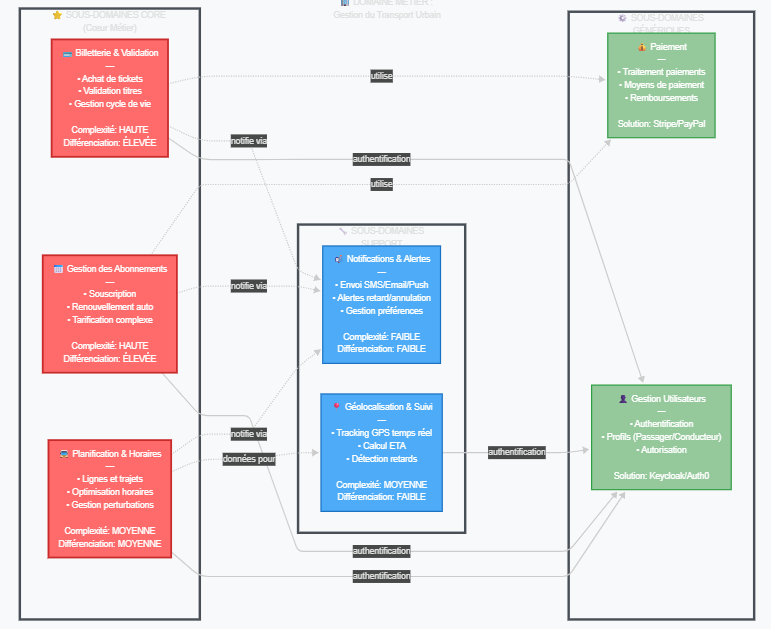 DOMAINE MÉTIER :
Gestion du Transport Urbain
SOUS-DOMAINES CORE
(Cœur Métier)
Billetterie & Validation
—
• Achat de tickets
• Validation titres
• Gestion cycle de vie
Complexité: HAUTE
Différenciation: ÉLEVÉE
Gestion des Abonnements
—
• Souscription
• Renouvellement auto
• Tarification complexe
Complexité: HAUTE
Différenciation: ÉLEVÉE
Planification & Horaires
—
• Lignes et trajets
• Optimisation horaires
• Gestion perturbations
Complexité: MOYENNE
Différenciation: MOYENNE
utilise
notifie via
authentification
utilise
notifie via
notifie via
données pour
authentification
authentification
authentification
SOUS-DOMAINES
SUPPORT
Notifications & Alertes
—
• Envoi SMS/Email/Push
• Alertes retard/annulation
• Gestion préférences
Complexité: FAIBLE
Différenciation: FAIBLE
Géolocalisation & Suivi
—
• Tracking GPS temps réel
• Calcul ETA
• Détection retards
Complexité: MOYENNE
Différenciation: FAIBLE
SOUS-DOMAINES
GÉNÉRIQUES
Paiement
—
• Traitement paiements
• Moyens de paiement
• Remboursements
Solution: Stripe/PayPal
Gestion Utilisateurs
—
• Authentification
• Profils (Passager/Conducteur)
• Autorisation
Solution: Keycloak/Auth0